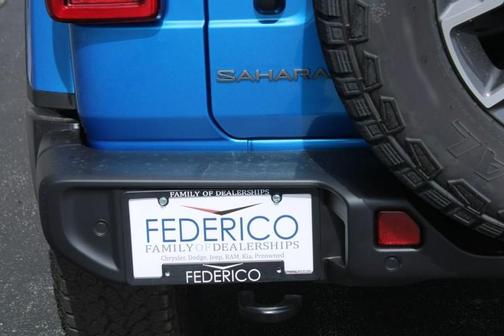 SAHARA
FAMILY OF DEALERSHIPS
FEDERICO
FAMILY OF DEALERSHIPS
Chrysler, Dodge, Jeep, RAM, Kia, Preowned
FEDERICO